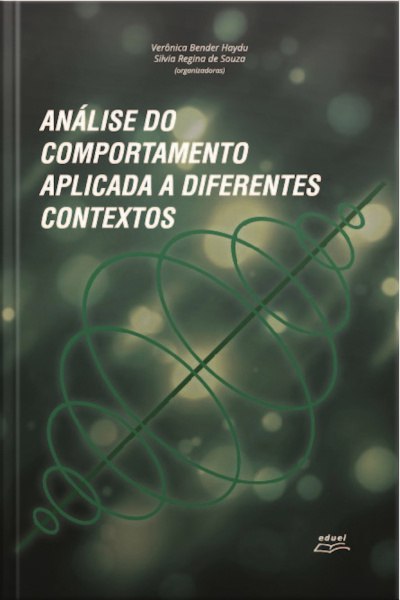 Verônica Bender Haydu
Silvia Regina de Souza
(organizadoras)
ANÁLISE DO
COMPORTAMENTO
APLICADA A DIFERENTES
CONTEXTOS
eduel